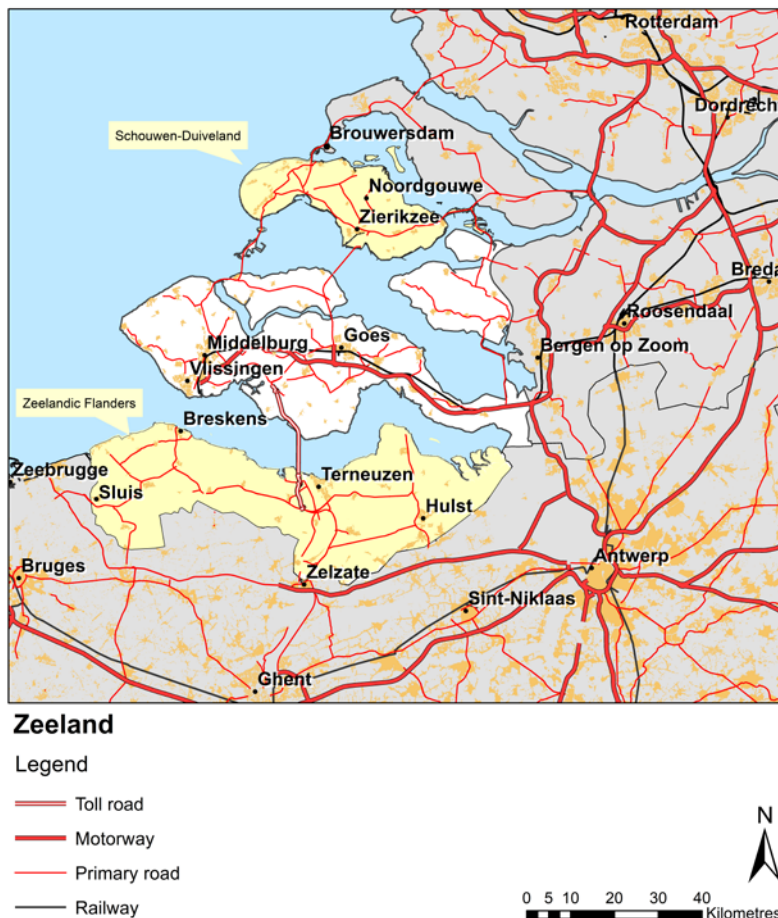 Rotterdam
Dordrech
Schouwen-Duiveland
Brouwersdam
Noordgouwe
Zierikzee
Breda
Roosendaal
Middelburg
Goes
Bergen op Zoom
Vlissingen
Zeelandic Flanders
Breskens
Zeebrugge
Terneuzen
Sluis
Hulst
Antwerp
Bruges
Zelzate
Sint-Niklaas
Ghent
Zeeland
Legend
Toll road
Motorway
Primary road
Railway
N
0 5 10 20 30 40
Kilometres